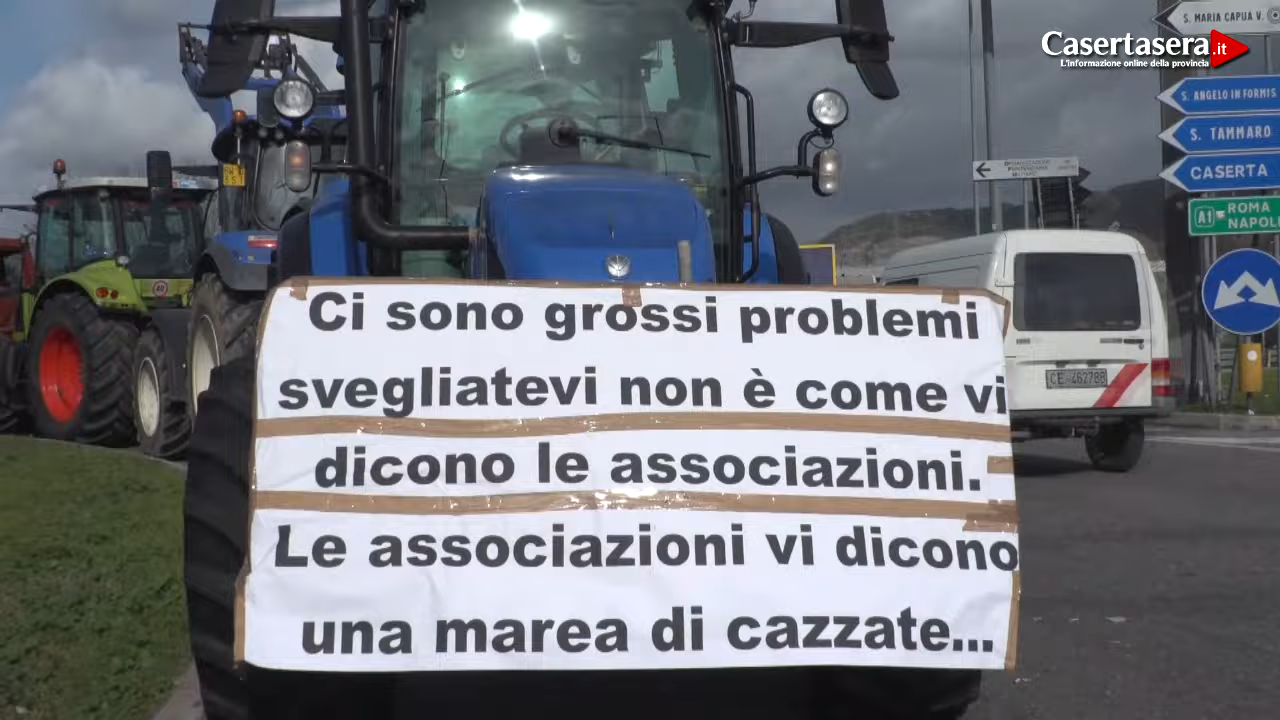 S. MARIA CAPUA V.
Casertasera.it
L'informazione online della provincia
S. ANGELO IN FORMIS
S. TAMMARO
CASERTA
A1 ROMA
NAPOLI
CE 462788
Ci sono grossi problemi
svegliatevi non è come vi
dicono le associazioni.
Le associazioni vi dicono
una marea di cazzate...